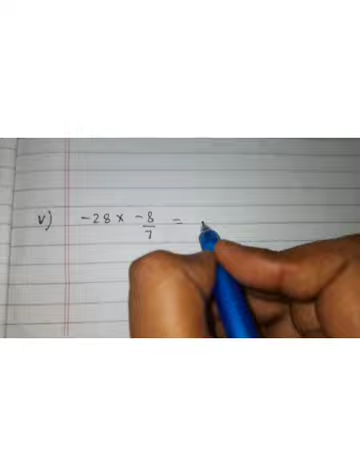 v) -28 × -8/7 =